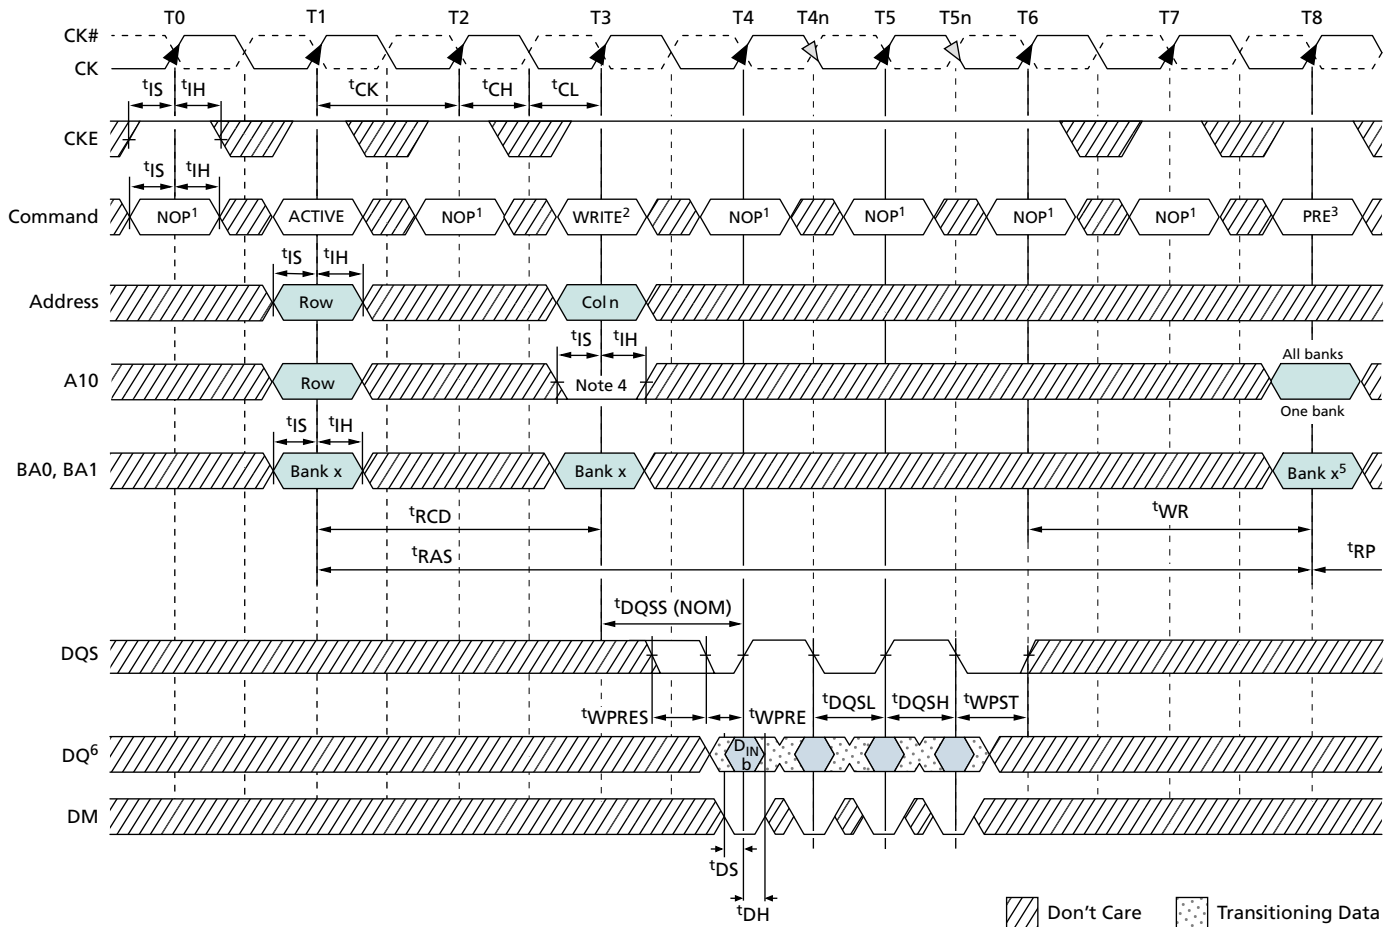 T0 T1 T2 T3 T4 T4n T5 T5n T6 T7 T8
CK#
CK
tIS tIH tCK tCH tCL
CKE
tIS tIH
Command NOP1 ACTIVE NOP1 WRITE2 NOP1 NOP1 NOP1 NOP1 PRE3
tIS tIH
Address Row Col n
tIS tIH
All banks
A10 Row Note 4
One bank
tIS tIH
BA0, BA1 Bank x Bank x Bank x5
tRCD tWR
tRAS tRP
tDQSS (NOM)
DQS
tWPRES tWPRE tDQSL tDQSH tWPST
DQ6 DIN
b
DM
tDS
tDH
Don't Care Transitioning Data